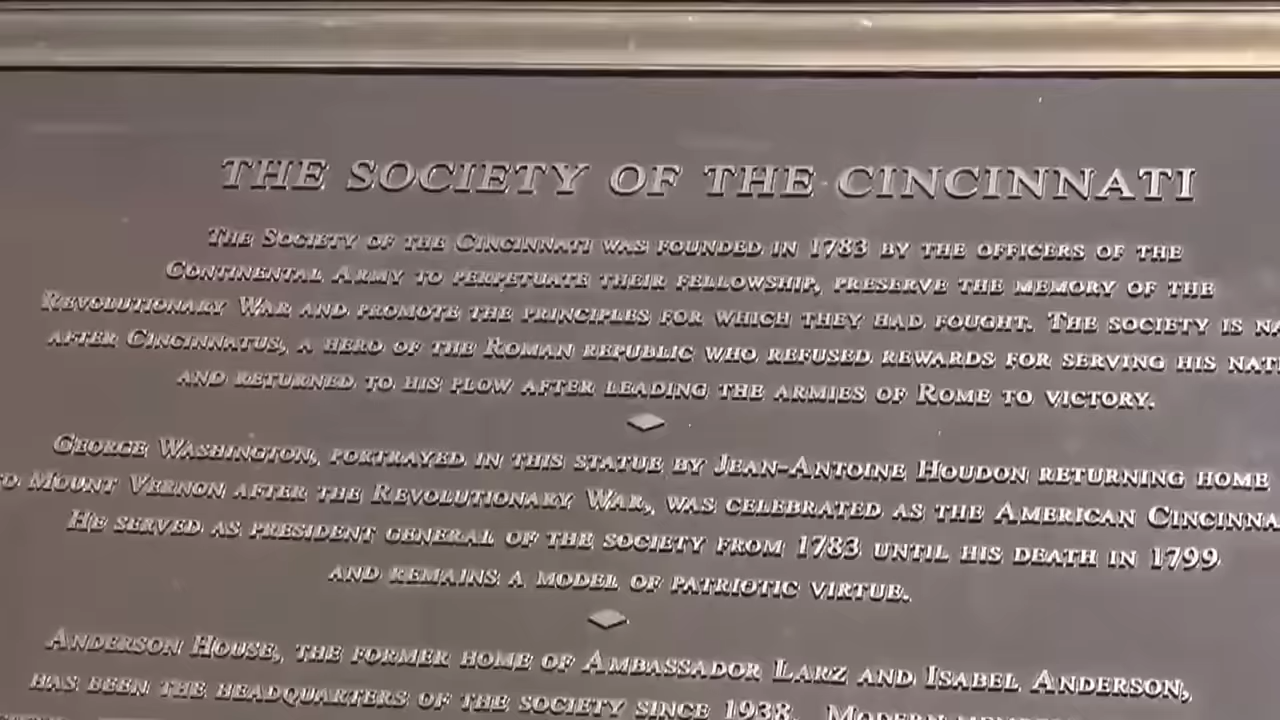 THE SOCIETY OF THE CINCINNATI
THE SOCIETY OF THE CINCINNATI WAS FOUNDED IN 1783 BY THE OFFICERS OF THE
CONTINENTAL ARMY TO PERPETUATE THEIR FELLOWSHIP, PRESERVE THE MEMORY OF THE
REVOLUTIONARY WAR AND PROMOTE THE PRINCIPLES FOR WHICH THEY HAD FOUGHT. THE SOCIETY IS NA
AFTER CINCINNATUS, A HERO OF THE ROMAN REPUBLIC WHO REFUSED REWARDS FOR SERVING HIS NATI
AND RETURNED TO HIS PLOW AFTER LEADING THE ARMIES OF ROME TO VICTORY.
GEORGE WASHINGTON, PORTRAYED IN THIS STATUE BY JEAN-ANTOINE HOUDON RETURNING HOME
O MOUNT VERNON AFTER THE REVOLUTIONARY WAR, WAS CELEBRATED AS THE AMERICAN CINCINNA
HE SERVED AS PRESIDENT GENERAL OF THE SOCIETY FROM 1783 UNTIL HIS DEATH IN 1799
AND REMAINS A MODEL OF PATRIOTIC VIRTUE.
ANDERSON HOUSE, THE FORMER HOME OF AMBASSADOR LARZ AND ISABEL ANDERSON,
HAS BEEN THE HEADQUARTERS OF THE SOCIETY SINCE 1938. MODERN